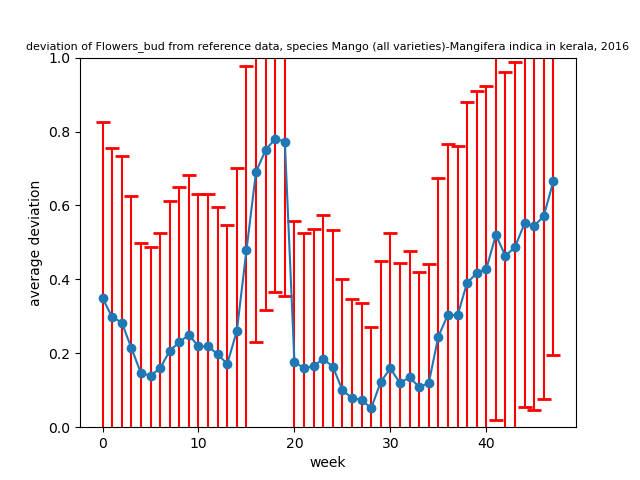 deviation of Flowers_bud from reference data, species Mango (all varieties)-Mangifera indica in kerala, 2016
1.0
0.8
0.6
0.4
0.2
0.0
average deviation
0 10 20 30 40
week